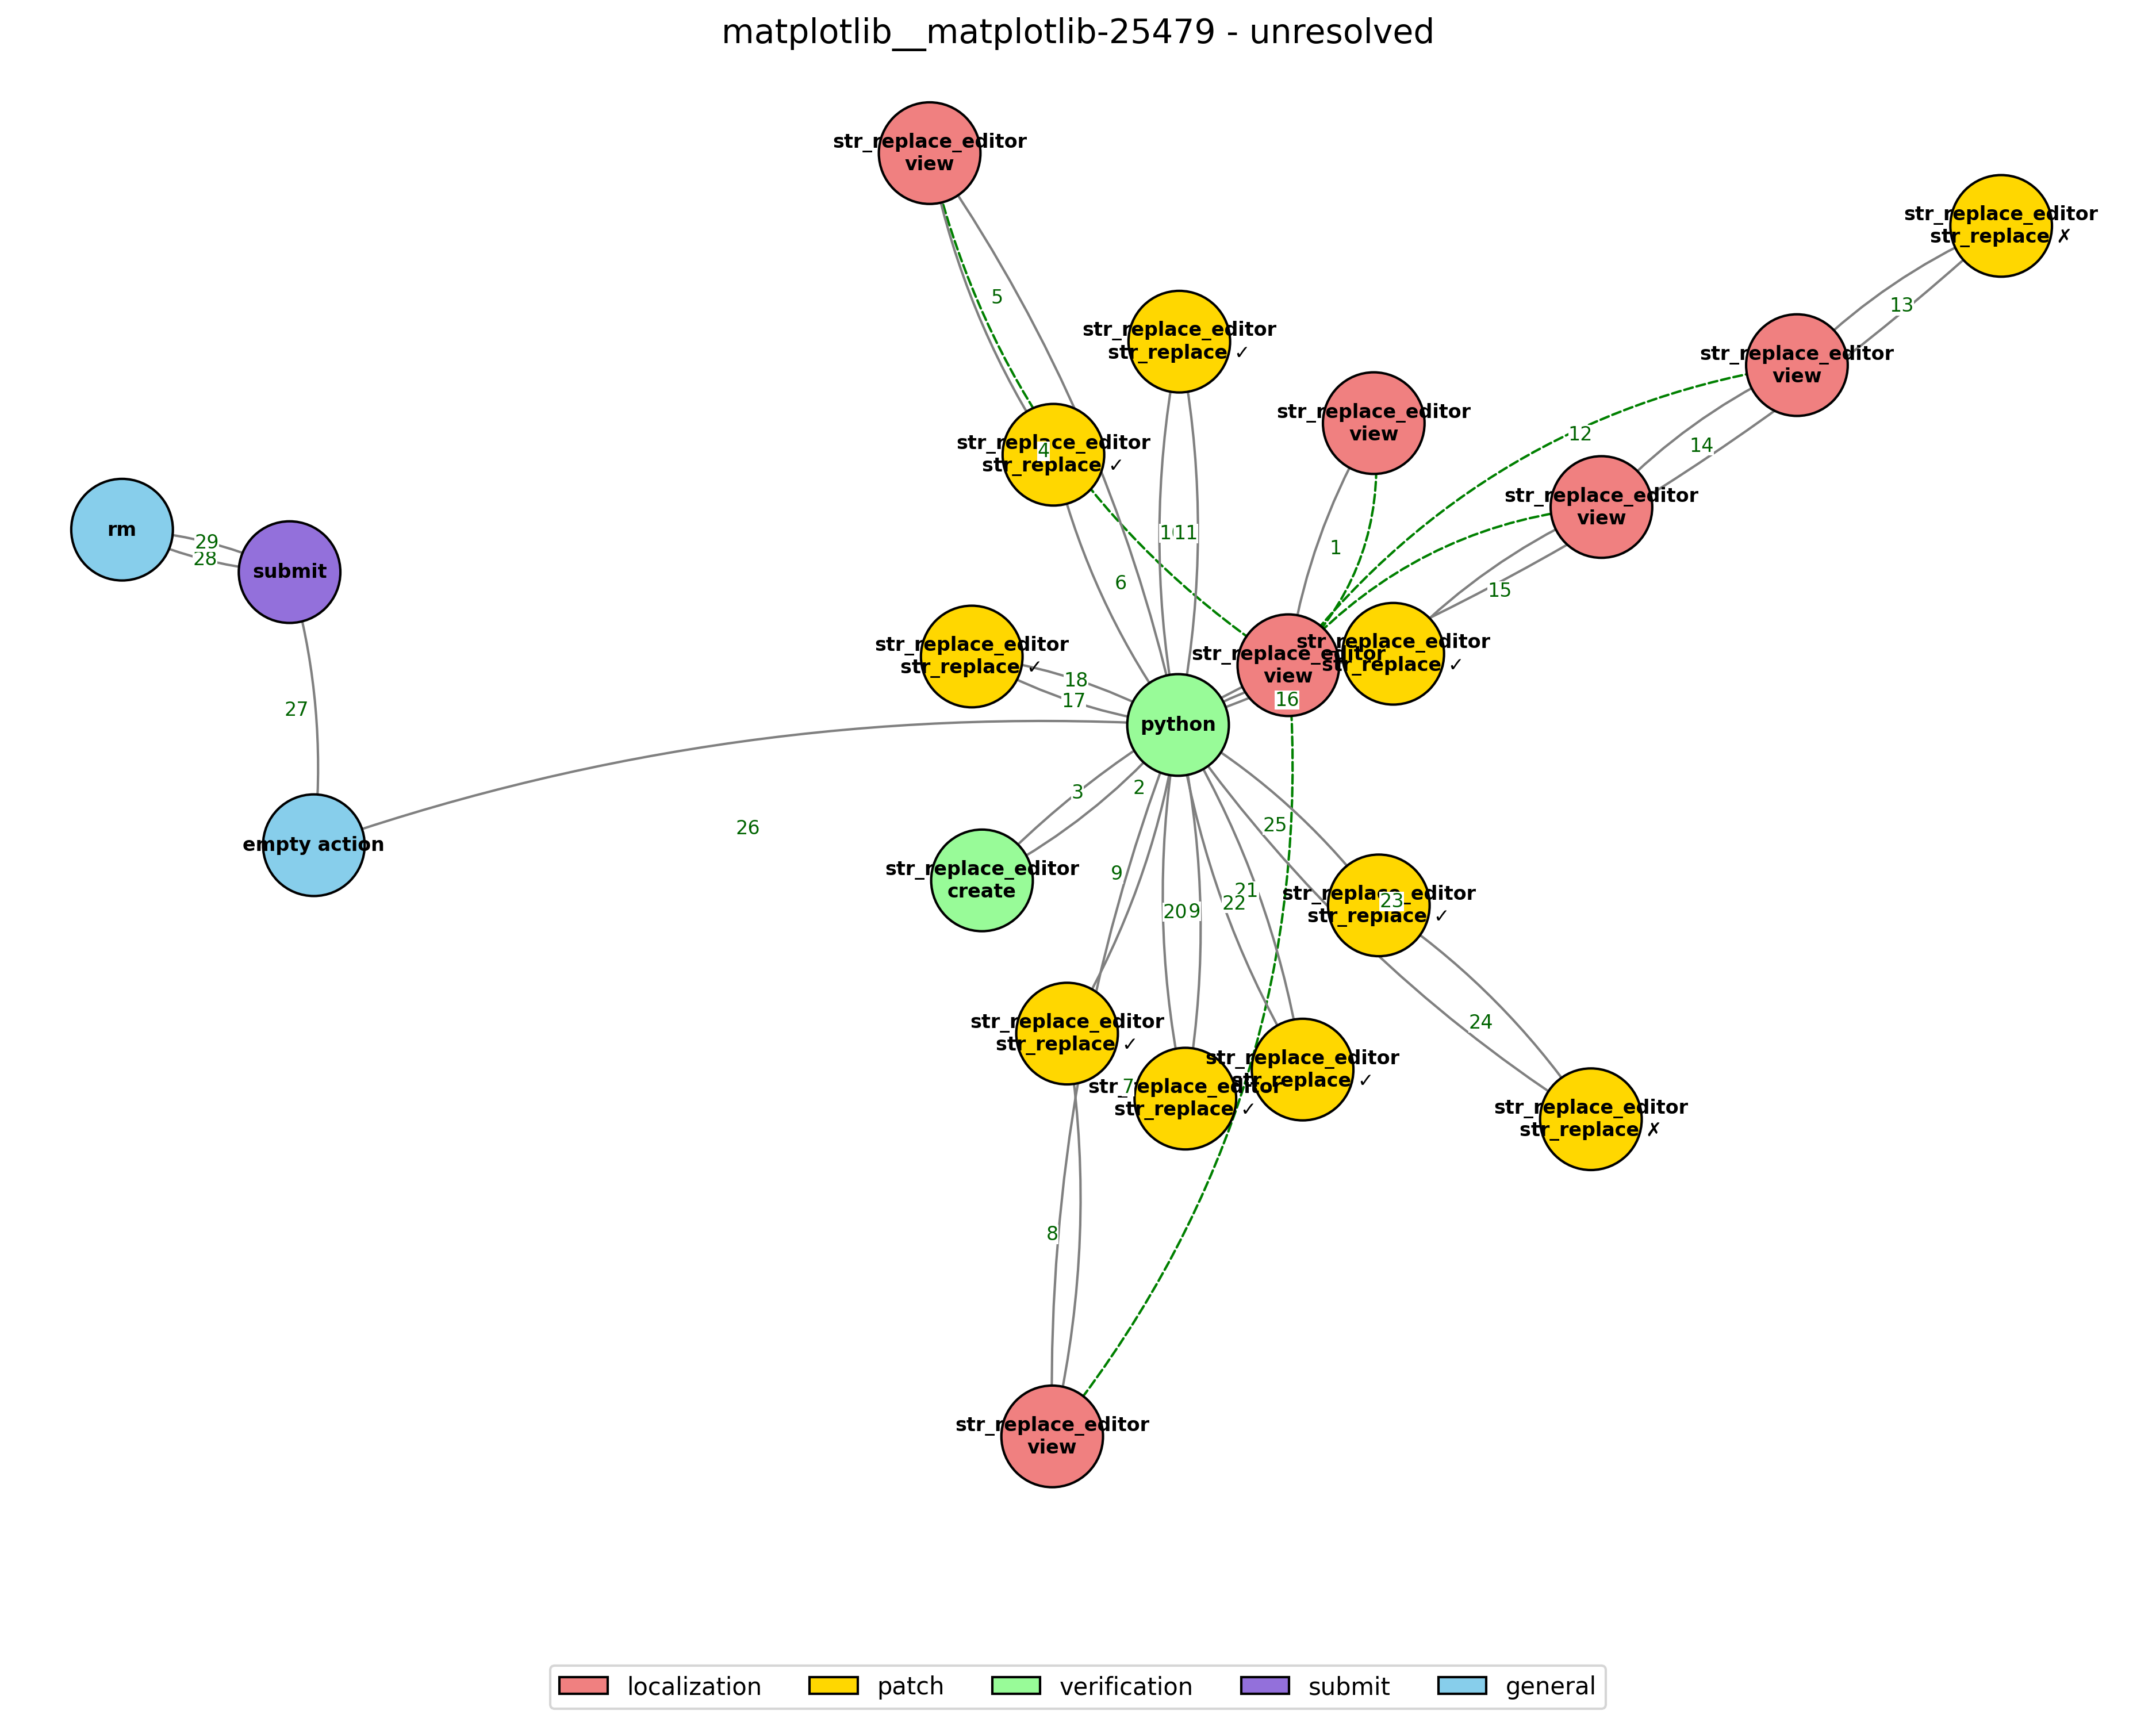 matplotlib__matplotlib-25479 - unresolved
str_replace_editor
view
str_replace_editor
str_replace ✗
5
13
str_replace_editor
str_replace ✓
str_replace_editor
view
str_replace_editor
view
12
str_replace_editor
str_replace ✓
4
14
str_replace_editor
view
rm
29
28
submit
11
1
6
15
str_replace_editor
str_replace ✓
18
17
str_replace_editor
view
16
str_replace_editor
str_replace ✓
27
python
3
2
25
26
empty action
str_replace_editor
create
9
20
9
22
21
str_replace_editor
str_replace ✓
23
str_replace_editor
str_replace ✓
24
7
str_replace_editor
str_replace ✓
str_replace_editor
str_replace ✓
str_replace_editor
str_replace ✗
8
str_replace_editor
view
localization
patch
verification
submit
general